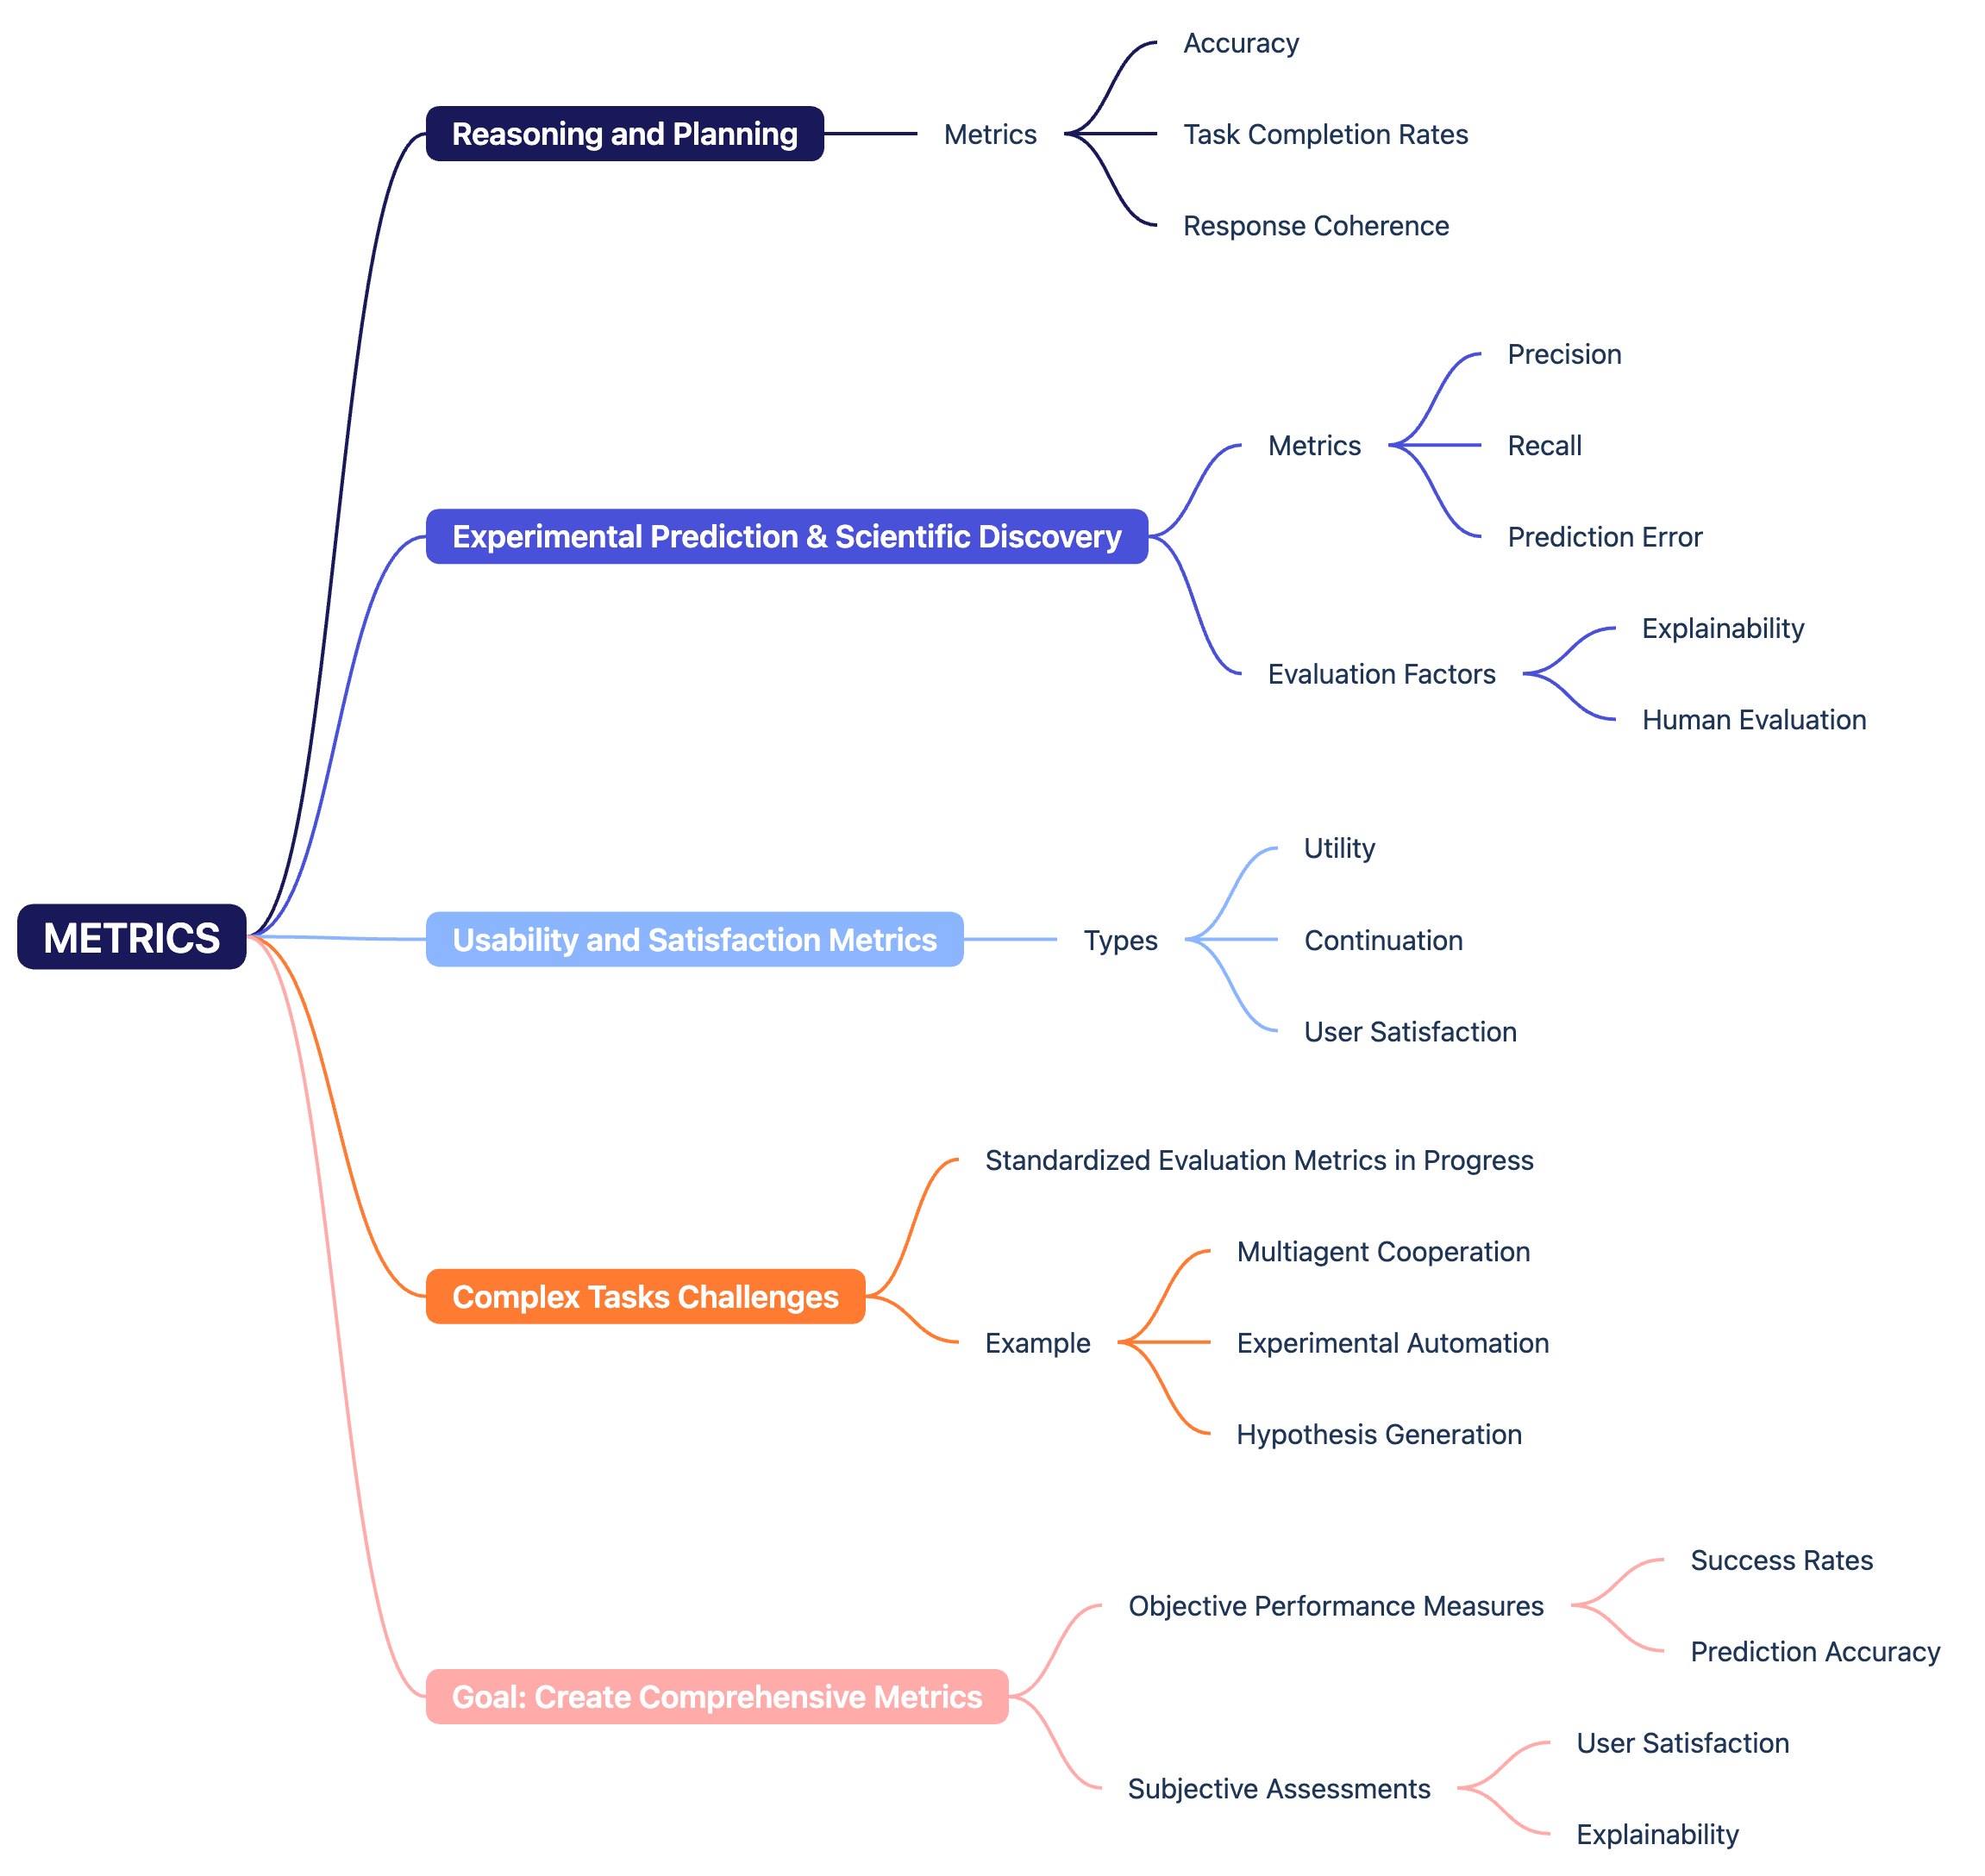 METRICS
Reasoning and Planning
Metrics
Accuracy
Task Completion Rates
Response Coherence
Experimental Prediction & Scientific Discovery
Metrics
Precision
Recall
Prediction Error
Evaluation Factors
Explainability
Human Evaluation
Usability and Satisfaction Metrics
Types
Utility
Continuation
User Satisfaction
Complex Tasks Challenges
Standardized Evaluation Metrics in Progress
Example
Multiagent Cooperation
Experimental Automation
Hypothesis Generation
Goal: Create Comprehensive Metrics
Objective Performance Measures
Success Rates
Prediction Accuracy
Subjective Assessments
User Satisfaction
Explainability